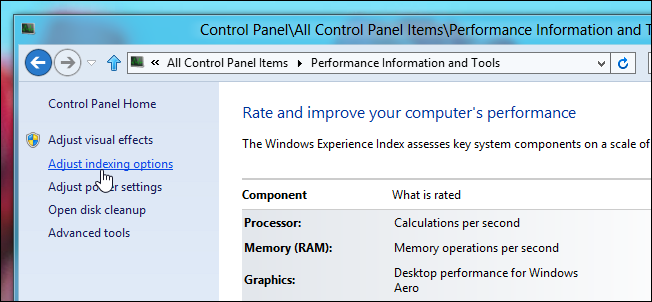 Control Panel\All Control Panel Items\Performance Information and T
« All Control Panel Items ▸ Performance Information and Tools
Control Panel Home
Adjust visual effects
Adjust indexing options
Adjust power settings
Open disk cleanup
Advanced tools
Rate and improve your computer's performance
The Windows Experience Index assesses key system components on a scale of
Component What is rated
Processor: Calculations per second
Memory (RAM): Memory operations per second
Graphics: Desktop performance for Windows
Aero